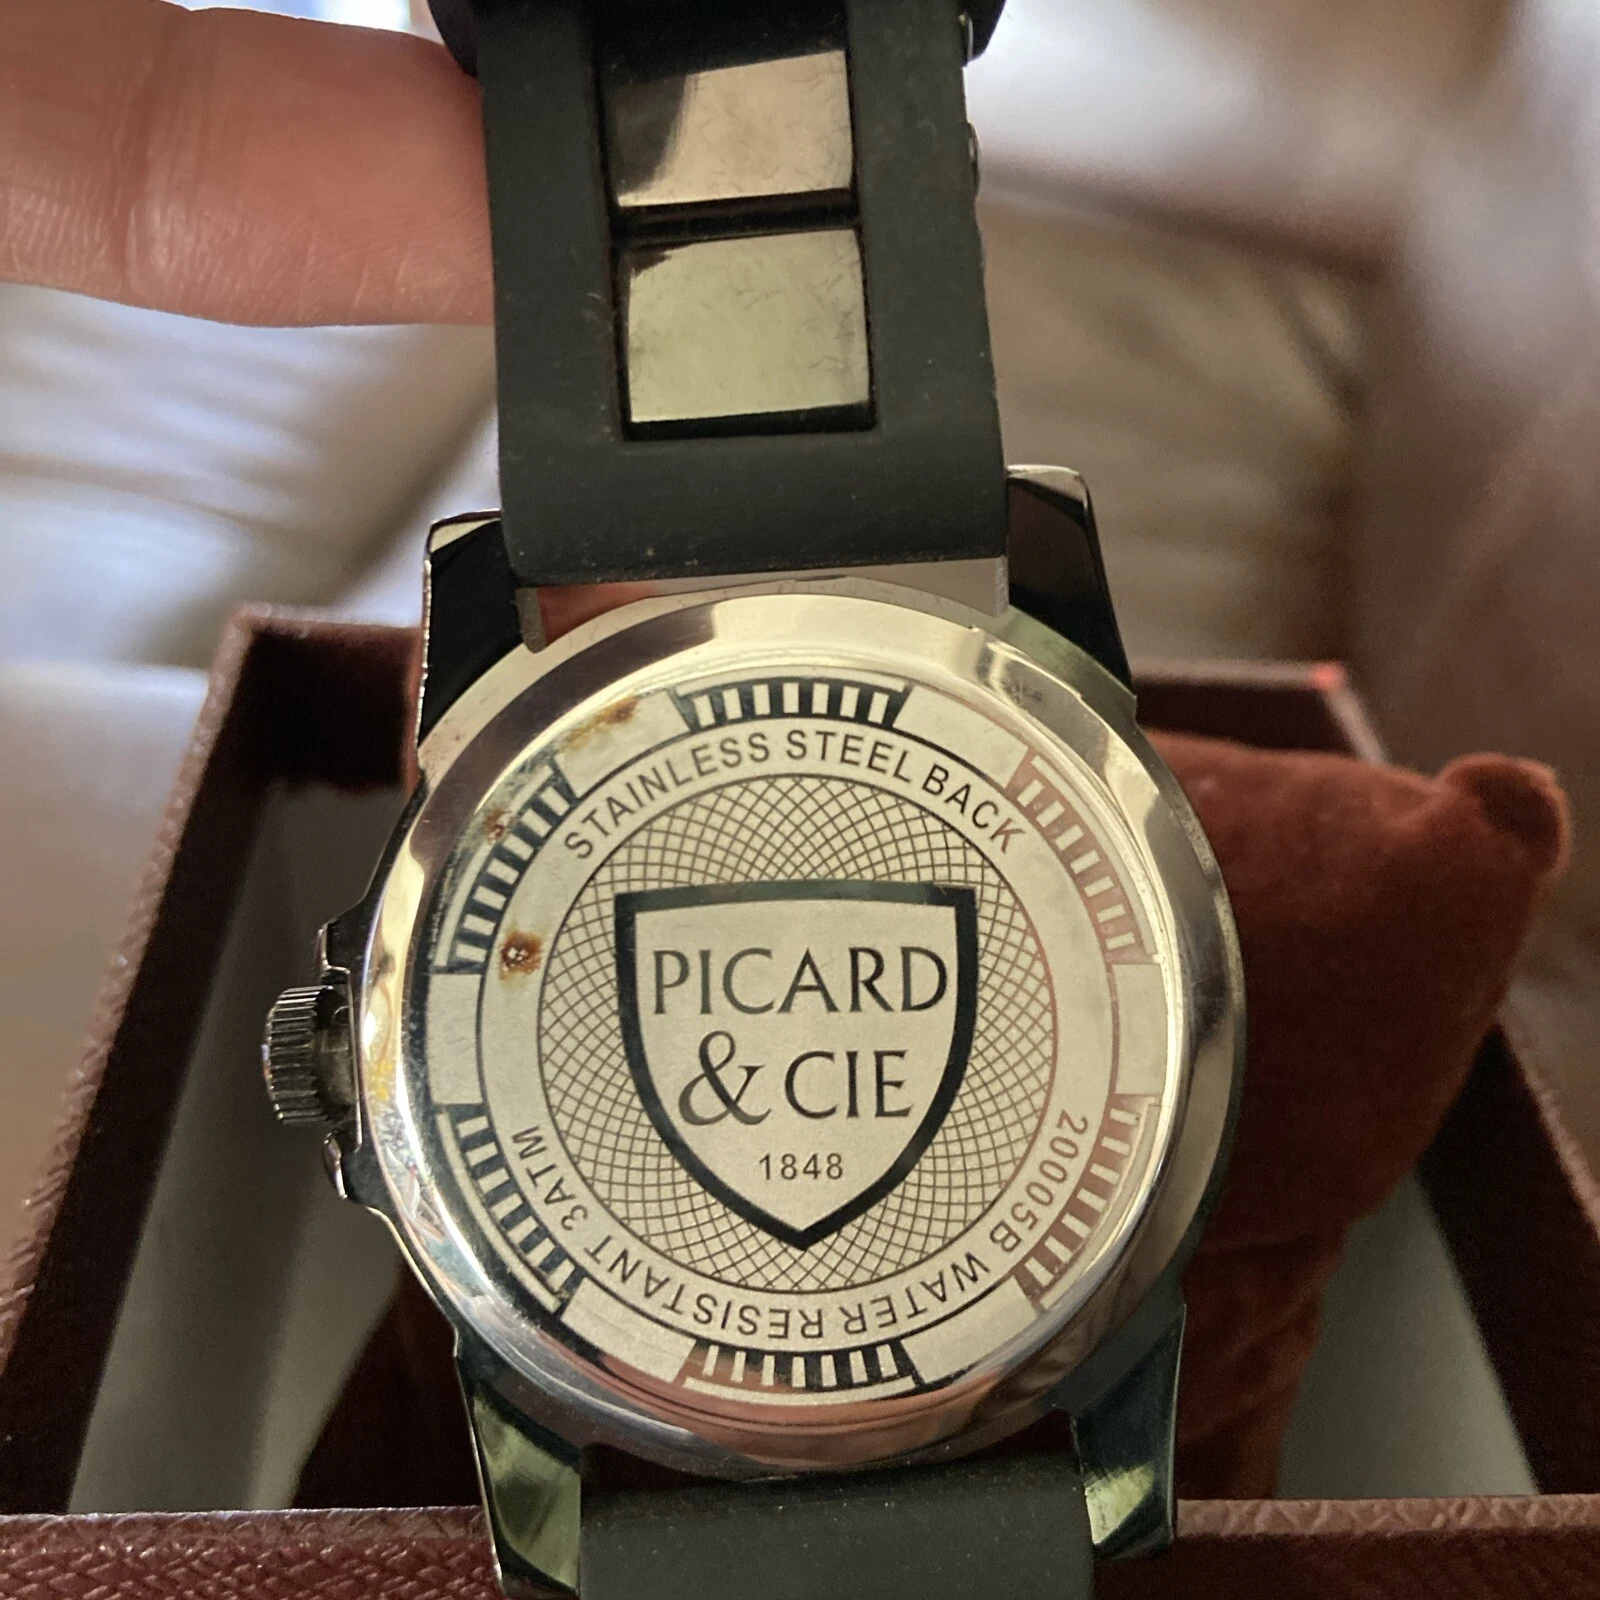 STAINLESS STEEL BACK
PICARD
& CIE
1848
20005B WATER RESISTANT 3ATM